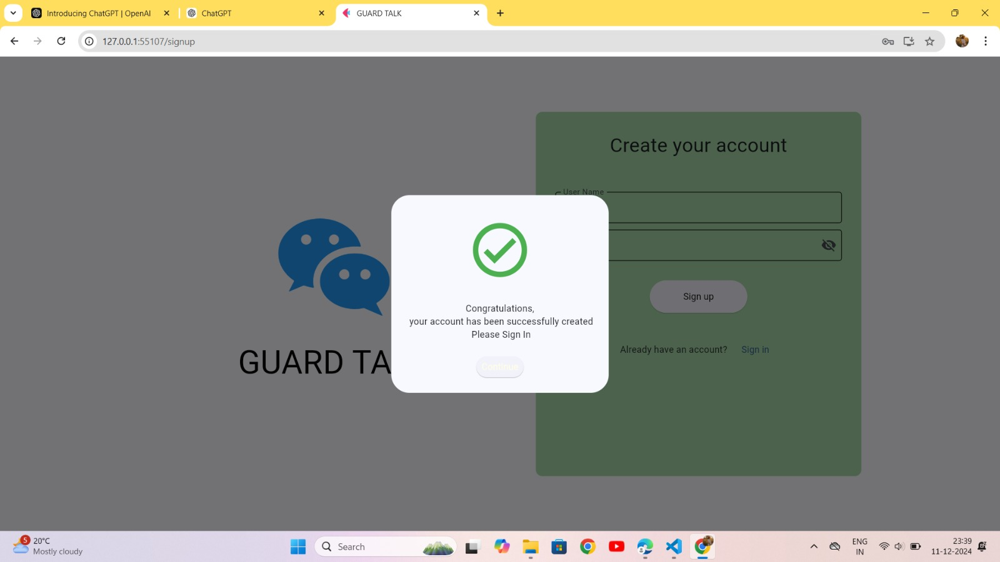 Introducing ChatGPT | OpenAI
ChatGPT
GUARD TALK
127.0.0.1:55107/signup
Create your account
User Name
Sign up
Already have an account? Sign in
GUARD TA
Congratulations,
your account has been successfully created
Please Sign In
Continue
5
20°C
Mostly cloudy
Search
ENG
IN
23:39
11-12-2024